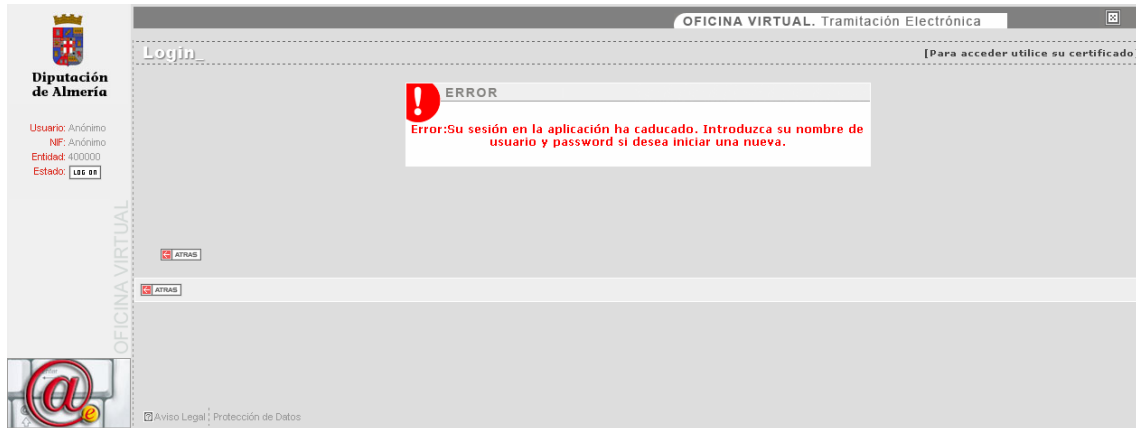 OFICINA VIRTUAL. Tramitación Electrónica
Login_
[Para acceder utilice su certificado]
Diputación
de Almería
Usuario: Anónimo
NIF: Anónimo
Entidad: 400000
Estado: LOG ON
ERROR
Error:Su sesión en la aplicación ha caducado. Introduzca su nombre de
usuario y password si desea iniciar una nueva.
OFICINA VIRTUAL
ATRAS
ATRAS
Aviso Legal
Protección de Datos